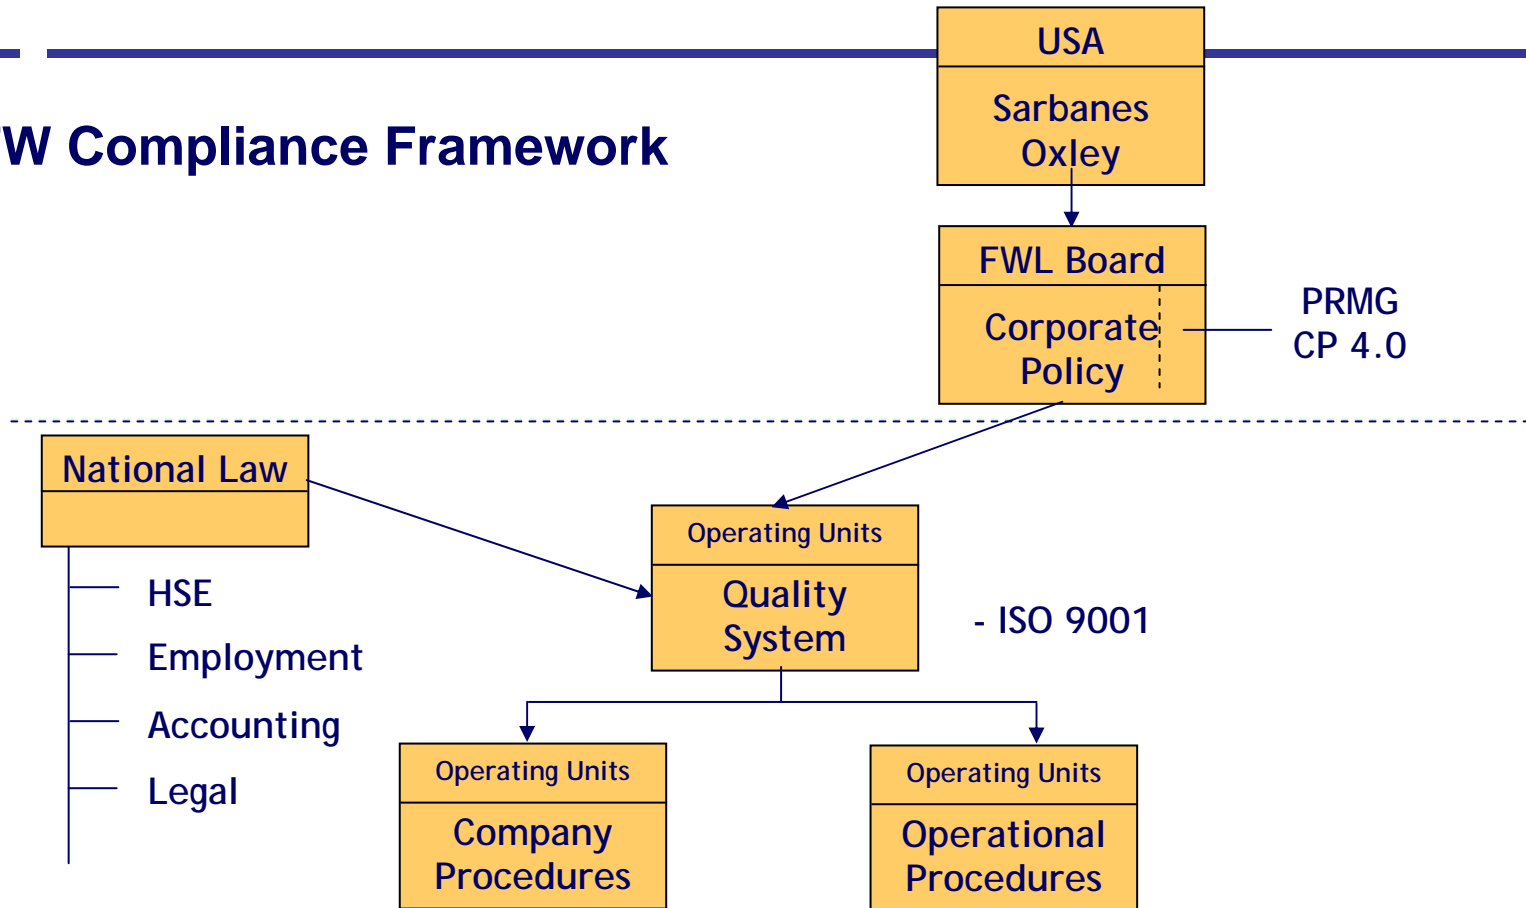 USA
Sarbanes
Oxley
W Compliance Framework
FWL Board
Corporate
Policy
PRMG
CP 4.0
National Law
HSE
Employment
Accounting
Legal
Operating Units
Quality
System
- ISO 9001
Operating Units
Company
Procedures
Operating Units
Operational
Procedures